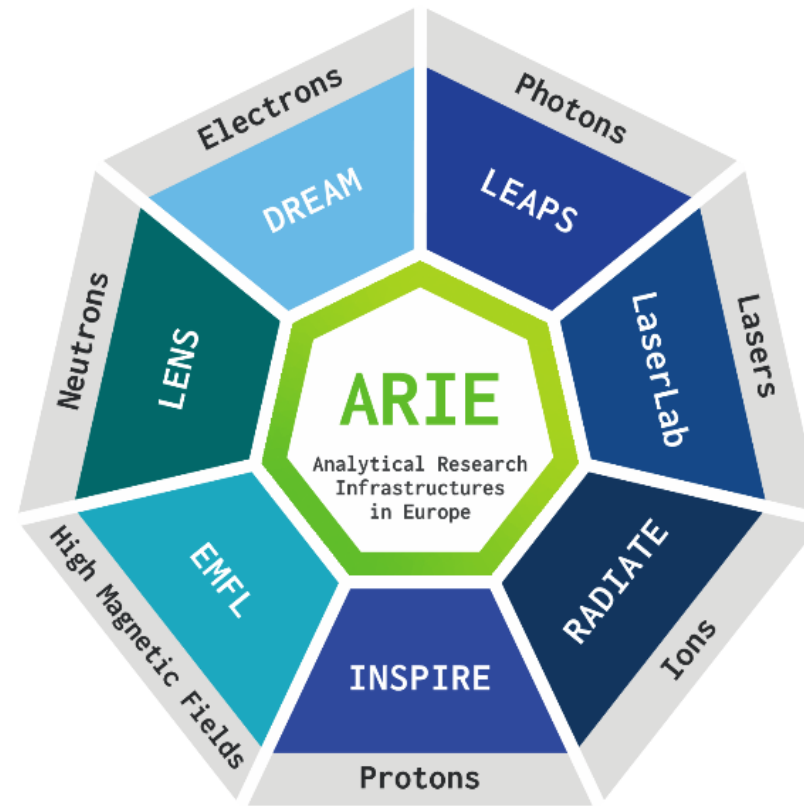 Electrons
DREAM
Photons
LEAPS
Lasers
LaserLab
Ions
RADIATE
Protons
INSPIRE
High Magnetic Fields
EMFL
Neutrons
LENS
ARIE
Analytical Research
Infrastructures
in Europe